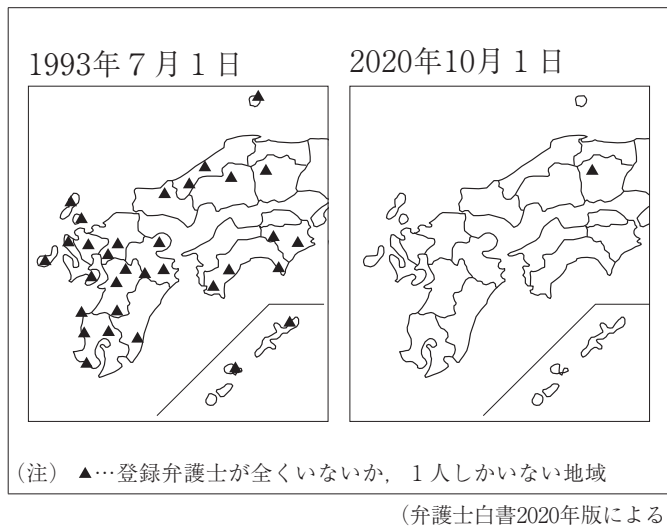 1993年7月1日
2020年10月1日
(注) ▲…登録弁護士が全くいないか，1人しかいない地域
(弁護士白書2020年版による